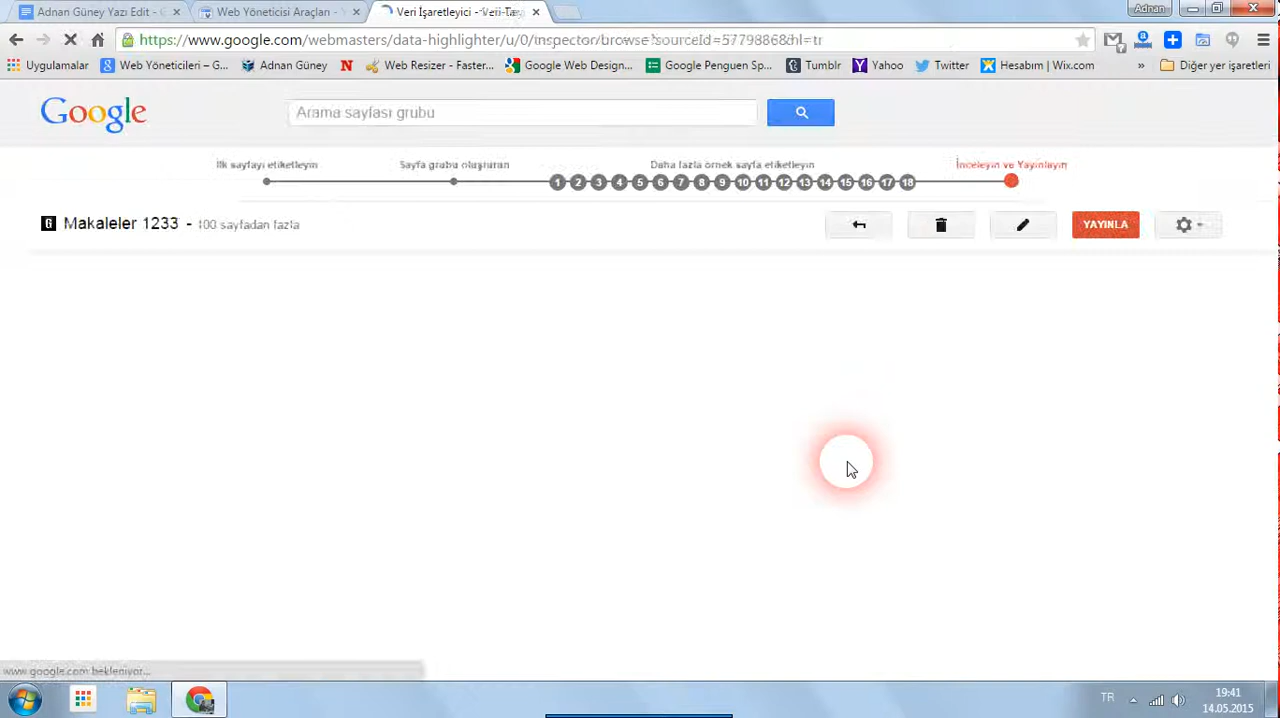 Adnan Güney Yazı Edit -
Web Yöneticisi Araçları -
Veri İşaretleyici - Veri-Taç
Adnan
https://www.google.com/webmasters/data-highlighter/u/0/inspector/browse?sourceId=5779886&hl=tr
Uygulamalar
Web Yöneticileri – G...
Adnan Güney
N
Web Resizer - Faster...
Google Web Design...
Google Penguen Sp...
Tumblr
Yahoo
Twitter
Hesabım | Wix.com
»
Diğer yer işaretleri
Google
Arama sayfası grubu
İlk sayfayı etiketleyin
Sayfa grubu oluşturun
Daha fazla örnek sayfa etiketleyin
İnceleyin ve Yayınlayın
1 2 3 4 5 6 7 8 9 10 11 12 13 14 15 16 17 18
Makaleler 1233 - 100 sayfadan fazla
YAYINLA
www.google.com bekleniyor...
TR
19:41
14.05.2015